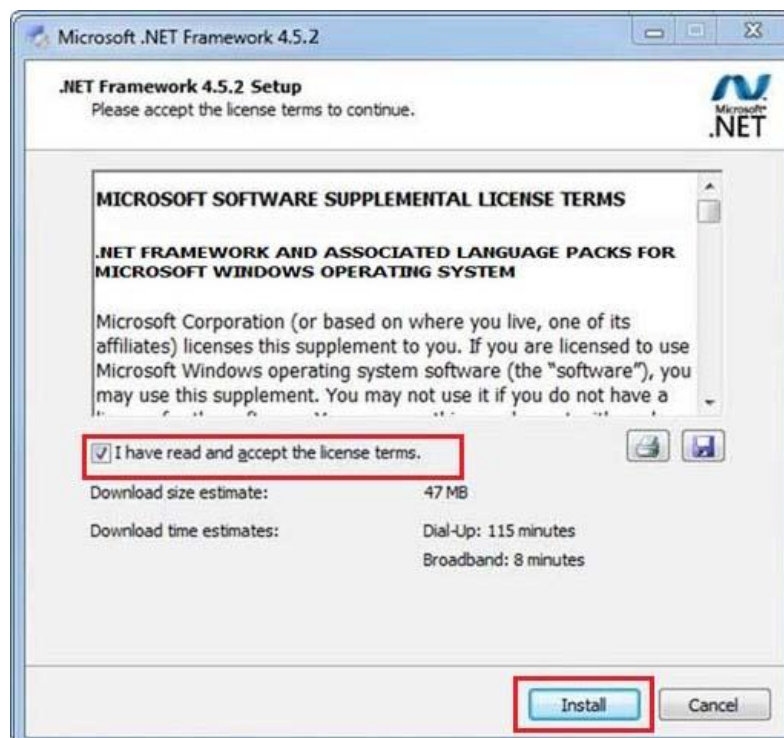 Microsoft .NET Framework 4.5.2
.NET Framework 4.5.2 Setup
Please accept the license terms to continue.
Microsoft®
.NET
MICROSOFT SOFTWARE SUPPLEMENTAL LICENSE TERMS
.NET FRAMEWORK AND ASSOCIATED LANGUAGE PACKS FOR
MICROSOFT WINDOWS OPERATING SYSTEM
Microsoft Corporation (or based on where you live, one of its
affiliates) licenses this supplement to you. If you are licensed to use
Microsoft Windows operating system software (the “software”), you
may use this supplement. You may not use it if you do not have a
I have read and accept the license terms.
Download size estimate: 47 MB
Download time estimates: Dial-Up: 115 minutes
Broadband: 8 minutes
Install Cancel